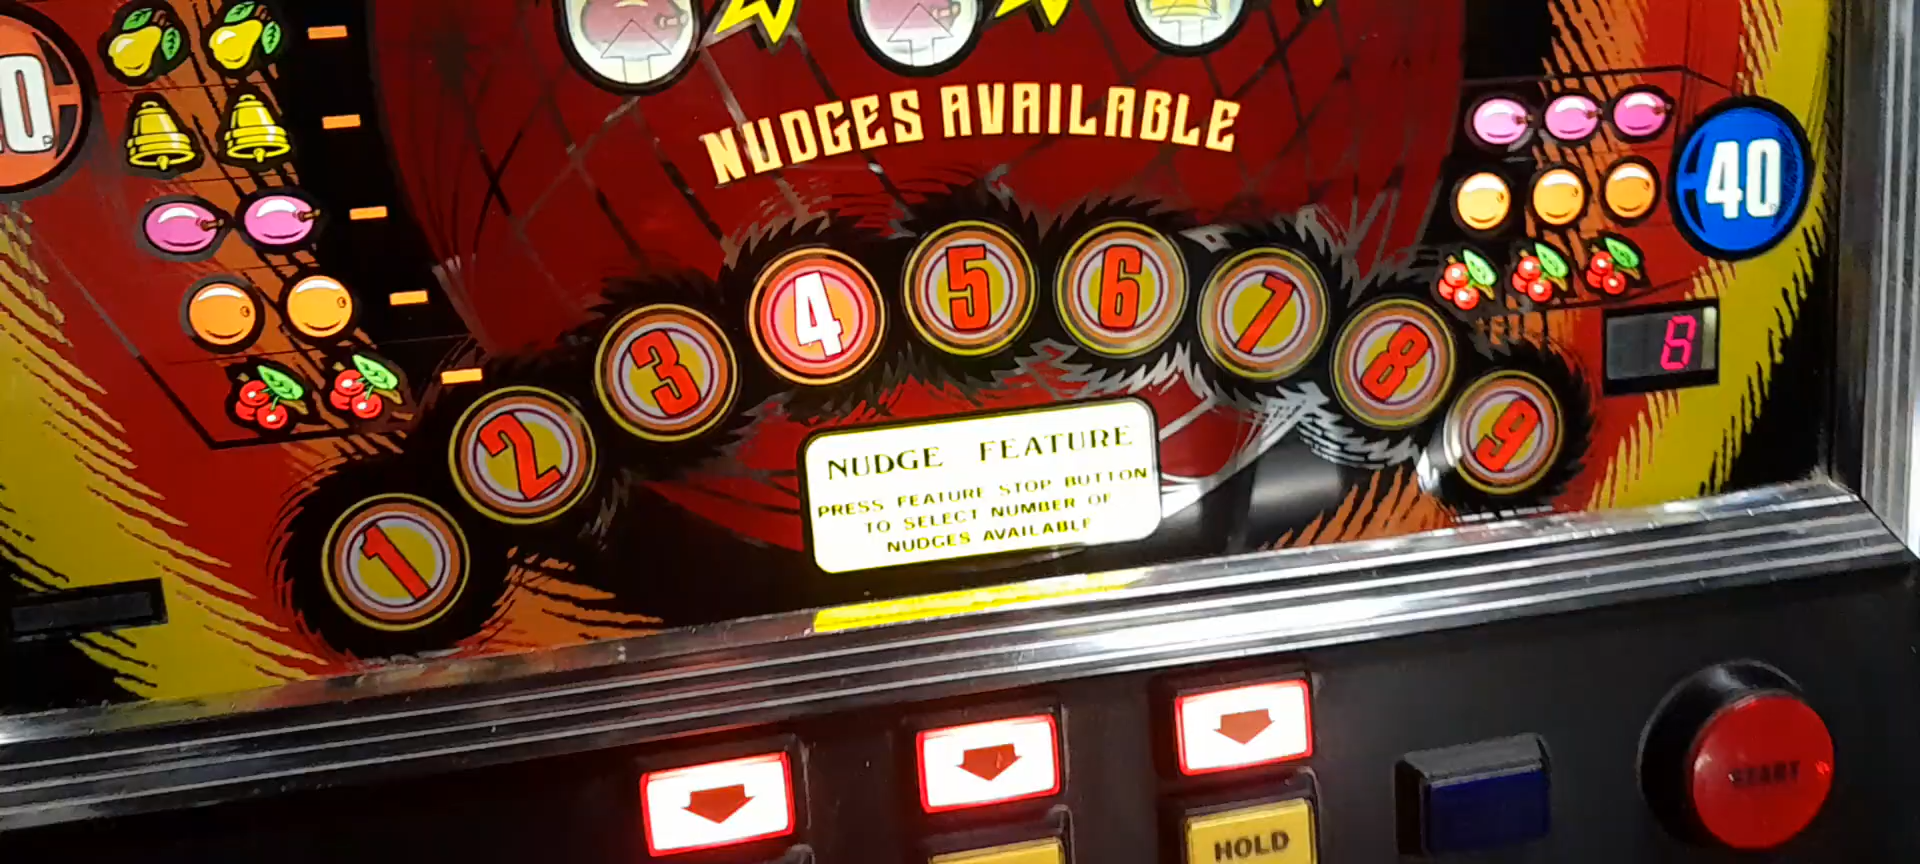 NUDGES AVAILABLE
40
1
2
3
4
5
6
7
8
9
8
NUDGE FEATURE
PRESS FEATURE STOP BUTTON
TO SELECT NUMBER OF
NUDGES AVAILABLE
HOLD
START